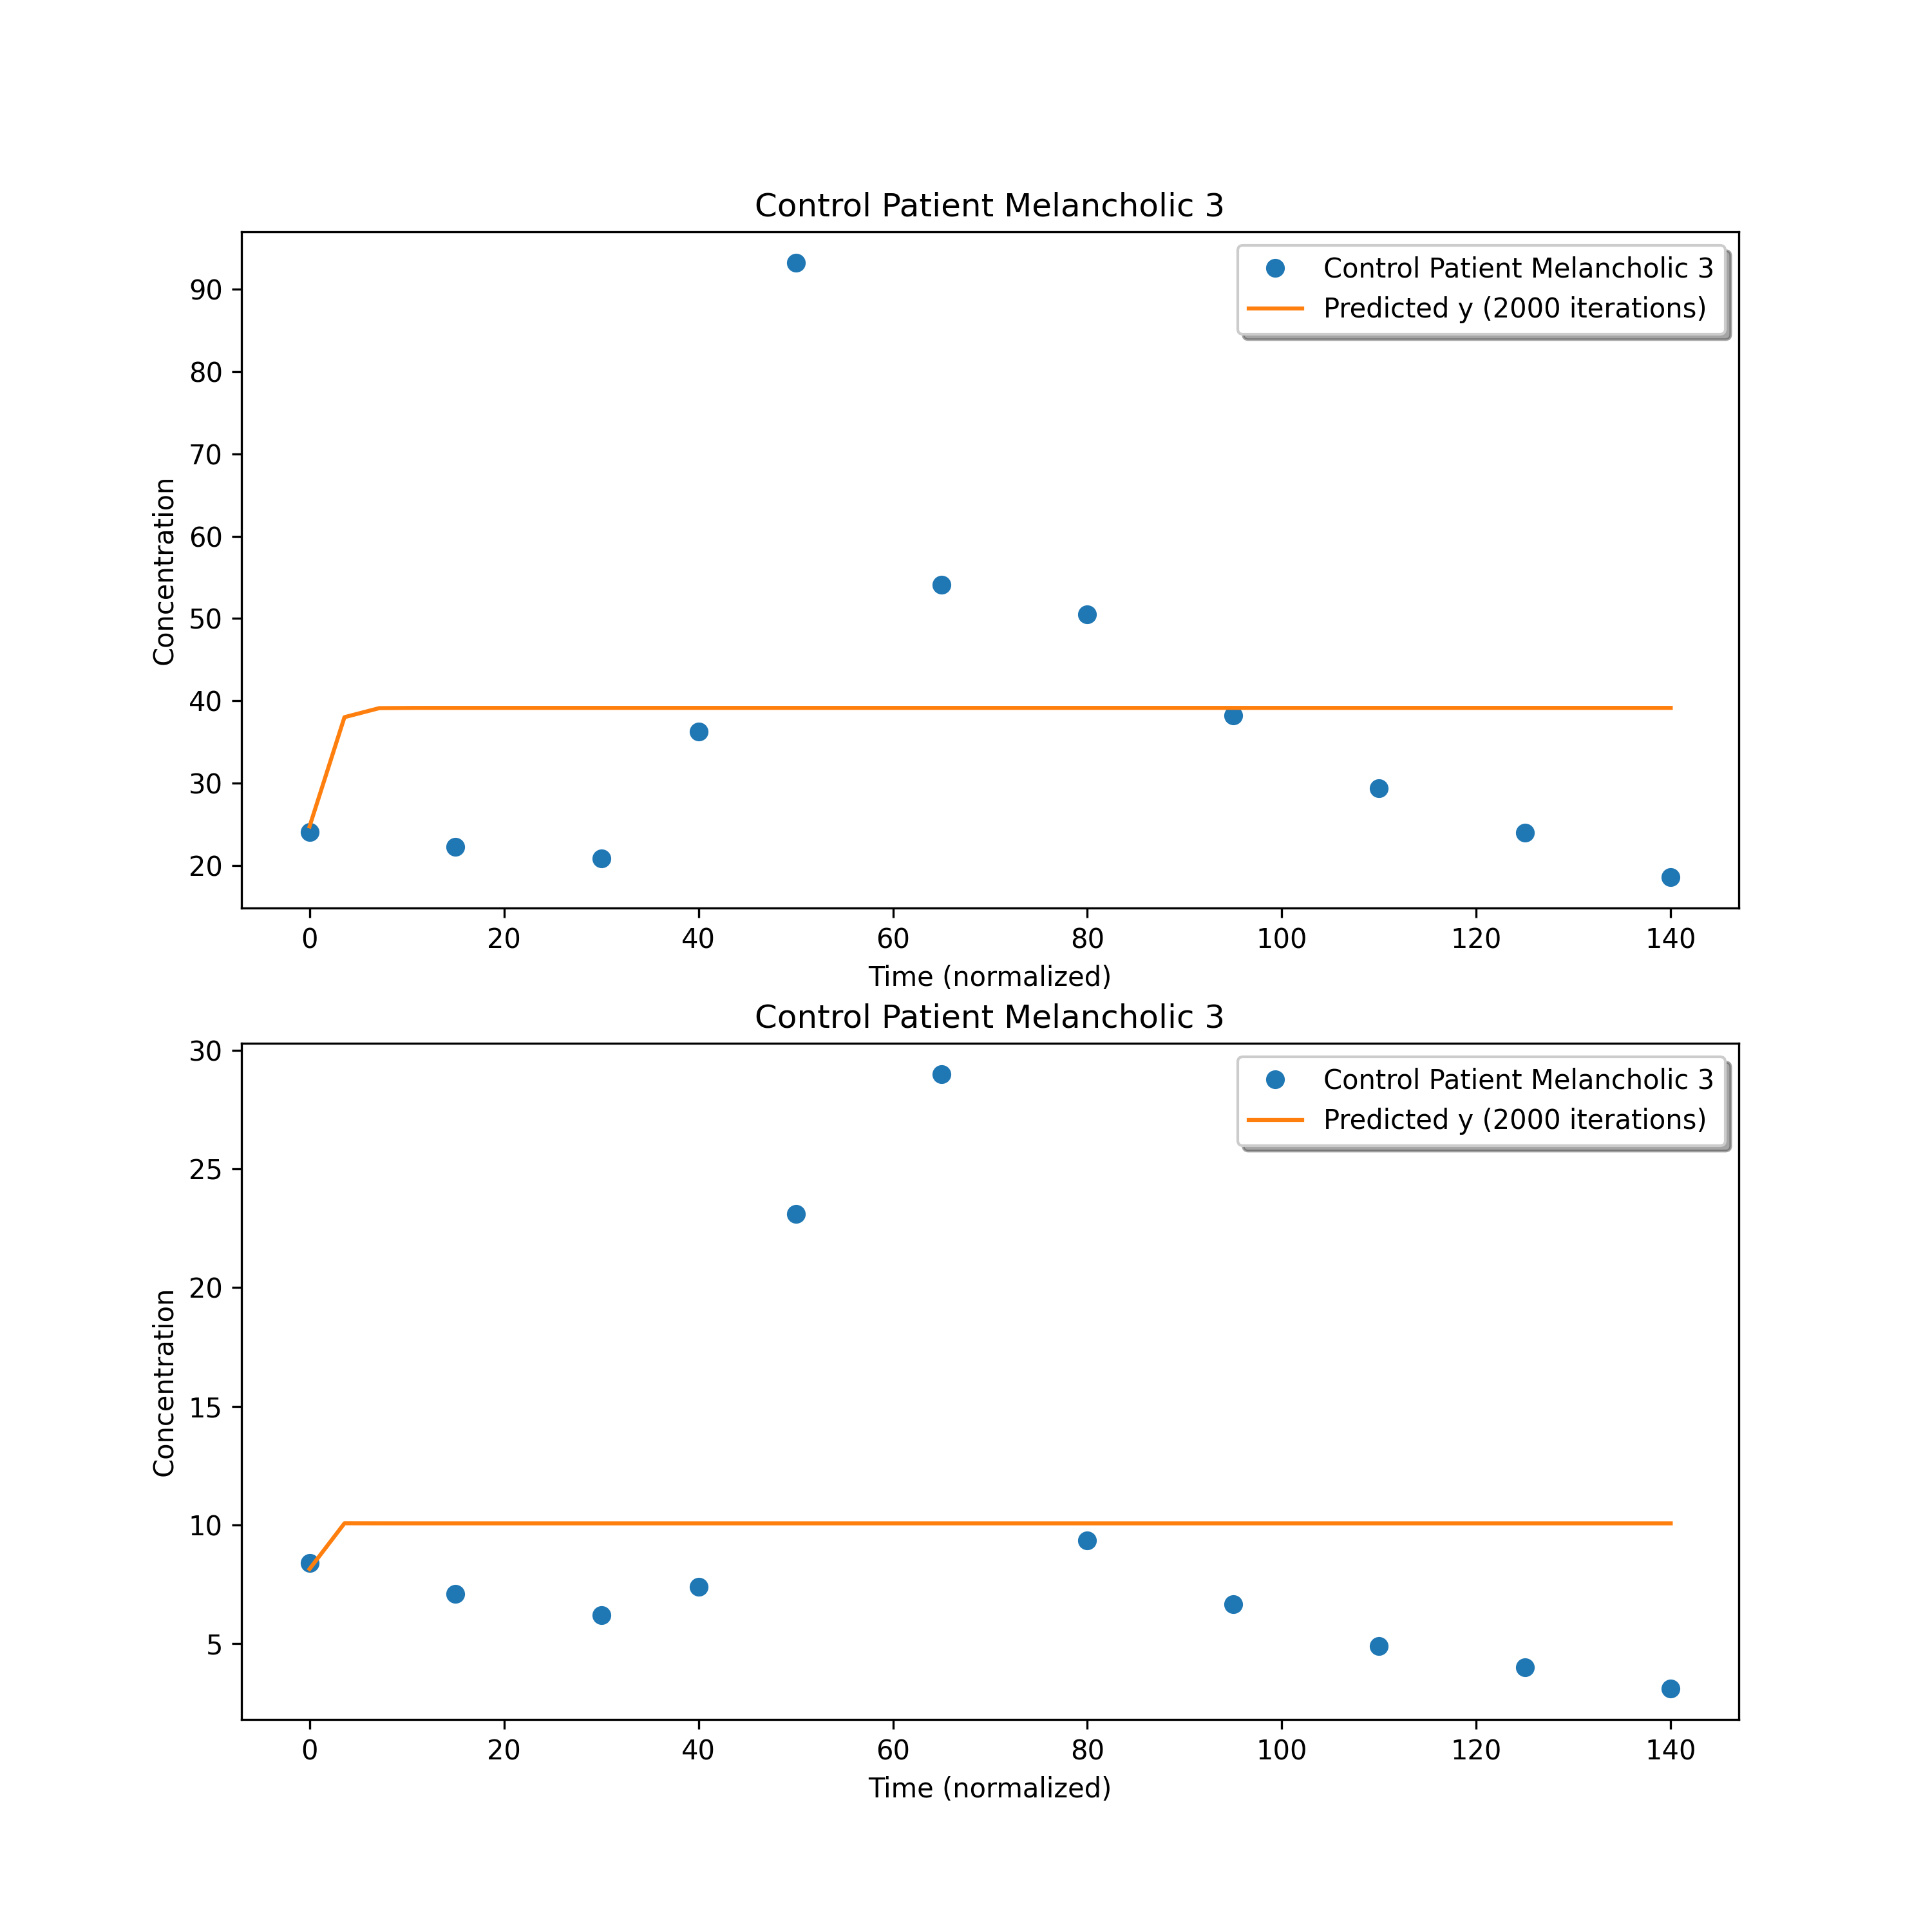 Control Patient Melancholic 3
Control Patient Melancholic 3
Predicted y (2000 iterations)
90
80
70
60
50
40
30
20
Concentration
0 20 40 60 80 100 120 140
Time (normalized)
Control Patient Melancholic 3
Control Patient Melancholic 3
Predicted y (2000 iterations)
30
25
20
15
10
5
Concentration
0 20 40 60 80 100 120 140
Time (normalized)